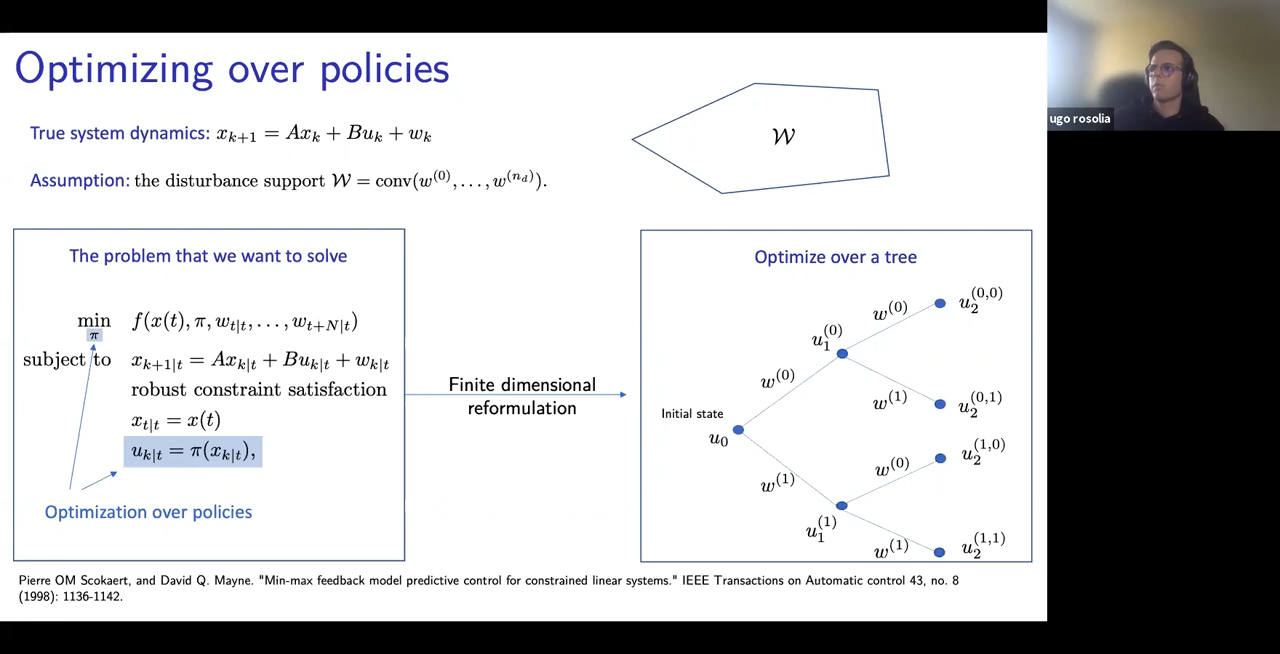 Optimizing over policies
True system dynamics: x_{k+1} = Ax_k + Bu_k + w_k
Assumption: the disturbance support 𝒲 = conv(w^{(0)}, . . . , w^{(n_d)}).
𝒲
ugo rosolia
The problem that we want to solve
min f(x(t), π, w_{t|t}, . . . , w_{t+N|t})
π
subject to x_{k+1|t} = Ax_{k|t} + Bu_{k|t} + w_{k|t}
robust constraint satisfaction
x_{t|t} = x(t)
u_{k|t} = π(x_{k|t}),
Optimization over policies
Finite dimensional
reformulation
Optimize over a tree
Initial state
u_0
w^{(0)}
w^{(1)}
u_1^{(0)}
u_1^{(1)}
w^{(0)}
w^{(1)}
w^{(0)}
w^{(1)}
u_2^{(0,0)}
u_2^{(0,1)}
u_2^{(1,0)}
u_2^{(1,1)}
Pierre OM Scokaert, and David Q. Mayne. "Min-max feedback model predictive control for constrained linear systems." IEEE Transactions on Automatic control 43, no. 8
(1998): 1136-1142.